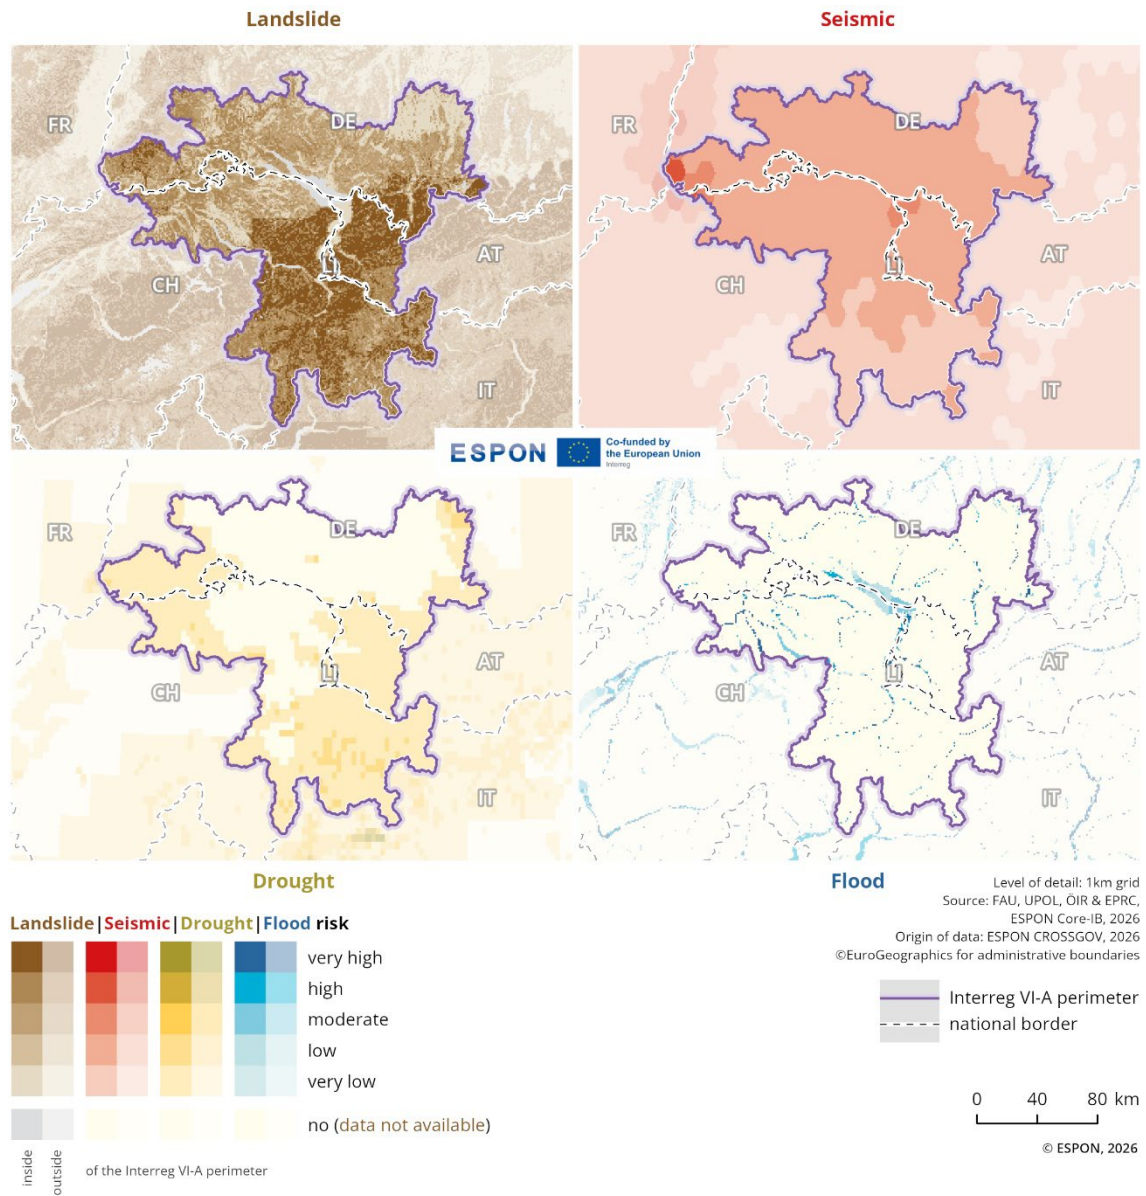 Landslide
Seismic
FR
DE
CH
LI
AT
IT
FR
DE
CH
LI
AT
IT
ESPON
Co-funded by
the European Union
Interreg
FR
DE
CH
LI
AT
IT
FR
DE
CH
LI
AT
IT
Drought
Flood
Level of detail: 1km grid
Source: FAU, UPOL, ÖIR & EPRC,
ESPON Core-IB, 2026
Origin of data: ESPON CROSSGOV, 2026
©EuroGeographics for administrative boundaries
Landslide|Seismic|Drought|Flood risk
very high
high
moderate
low
very low
no (data not available)
inside
outside
of the Interreg VI-A perimeter
Interreg VI-A perimeter
national border
0 40 80 km
© ESPON, 2026